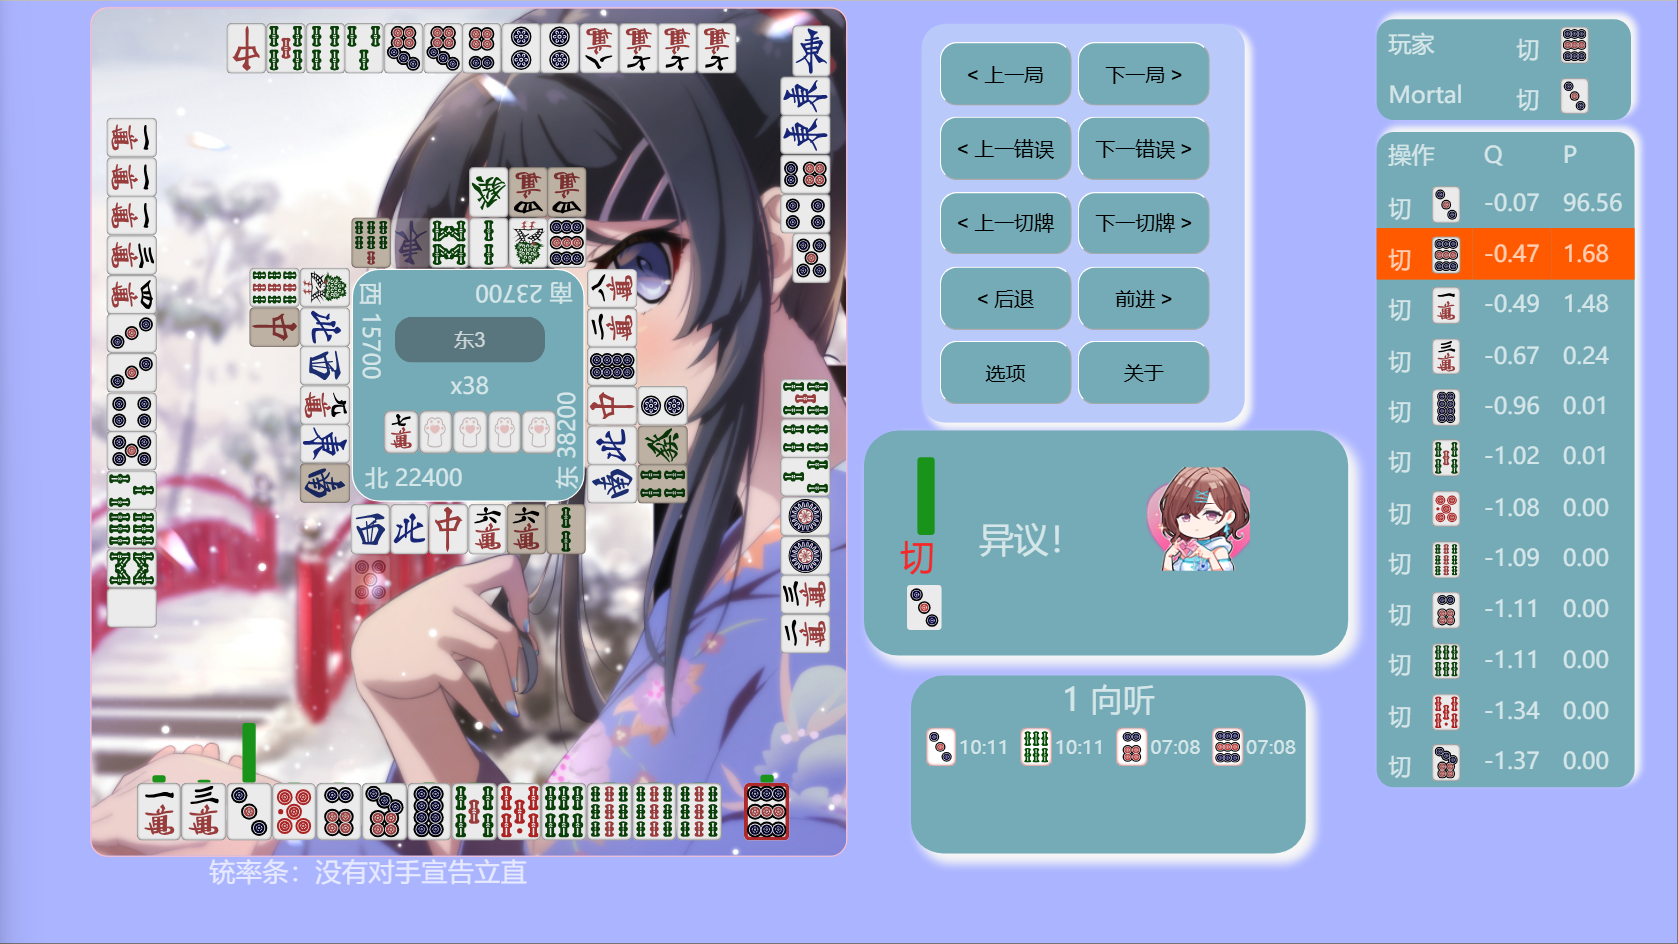 南 23700
西 15700
东3
x38
东 38200
北 22400
铳率条：没有对手宣告立直
< 上一局
下一局 >
< 上一错误
下一错误 >
< 上一切牌
下一切牌 >
< 后退
前进 >
选项
关于
切
异议！
1 向听
10:11
10:11
07:08
07:08
玩家 切
Mortal 切
操作 Q P
切 -0.07 96.56
切 -0.47 1.68
切 -0.49 1.48
切 -0.67 0.24
切 -0.96 0.01
切 -1.02 0.01
切 -1.08 0.00
切 -1.09 0.00
切 -1.11 0.00
切 -1.11 0.00
切 -1.34 0.00
切 -1.37 0.00